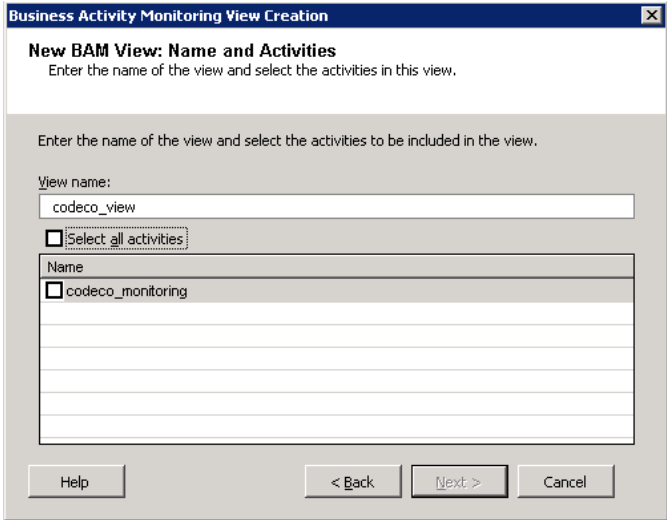 Business Activity Monitoring View Creation
New BAM View: Name and Activities
Enter the name of the view and select the activities in this view.
Enter the name of the view and select the activities to be included in the view.
View name:
codeco_view
Select all activities
Name
codeco_monitoring
Help
< Back
Next >
Cancel